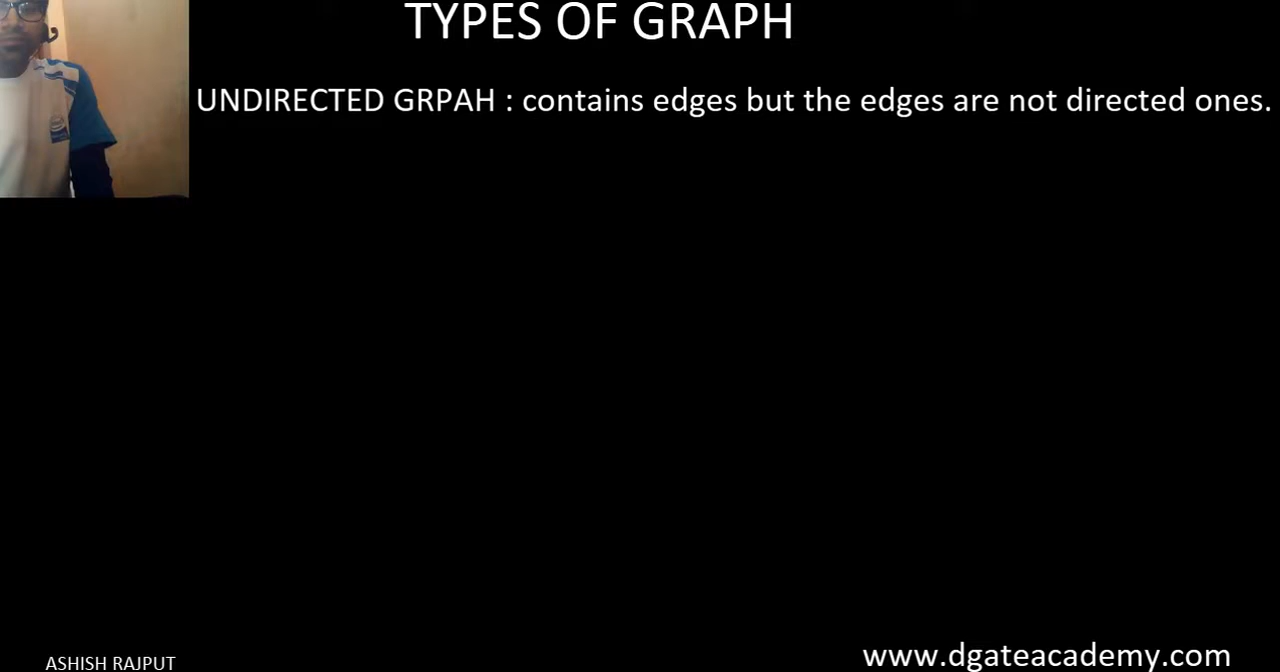 TYPES OF GRAPH
UNDIRECTED GRPAH : contains edges but the edges are not directed ones.
ASHISH RAJPUT
www.dgateacademy.com